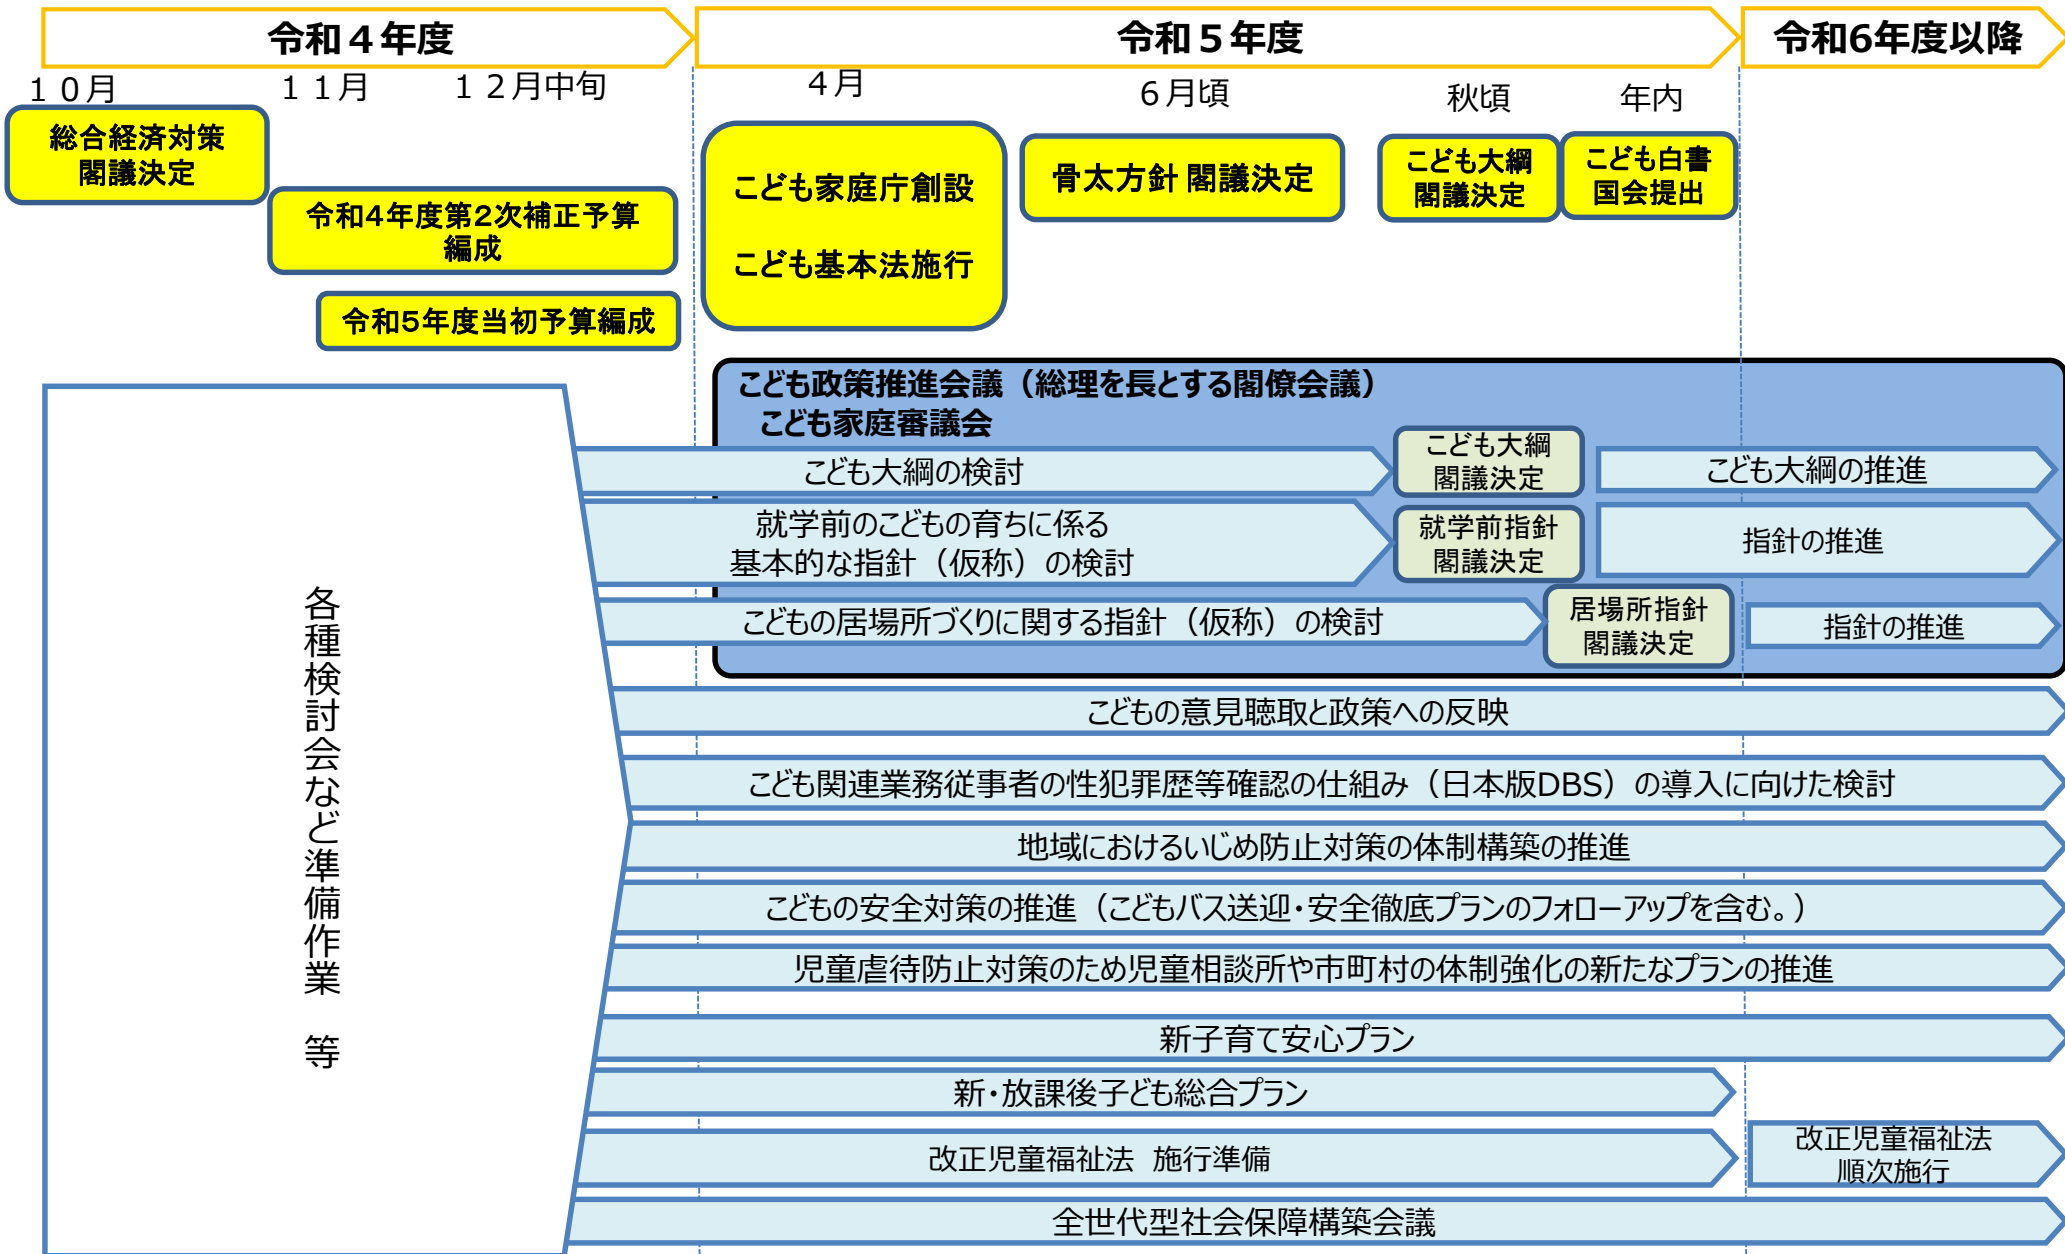 令和４年度
令和５年度
令和6年度以降
１０月
１１月
１２月中旬
４月
６月頃
秋頃
年内
総合経済対策
閣議決定
令和4年度第2次補正予算
編成
令和5年度当初予算編成
こども家庭庁創設
こども基本法施行
骨太方針 閣議決定
こども大綱
閣議決定
こども白書
国会提出
各種検討会など準備作業　等
こども政策推進会議（総理を長とする閣僚会議）
こども家庭審議会
こども大綱の検討
こども大綱
閣議決定
こども大綱の推進
就学前のこどもの育ちに係る
基本的な指針（仮称）の検討
就学前指針
閣議決定
指針の推進
こどもの居場所づくりに関する指針（仮称）の検討
居場所指針
閣議決定
指針の推進
こどもの意見聴取と政策への反映
こども関連業務従事者の性犯罪歴等確認の仕組み（日本版DBS）の導入に向けた検討
地域におけるいじめ防止対策の体制構築の推進
こどもの安全対策の推進（こどもバス送迎・安全徹底プランのフォローアップを含む。）
児童虐待防止対策のため児童相談所や市町村の体制強化の新たなプランの推進
新子育て安心プラン
新・放課後子ども総合プラン
改正児童福祉法 施行準備
改正児童福祉法
順次施行
全世代型社会保障構築会議